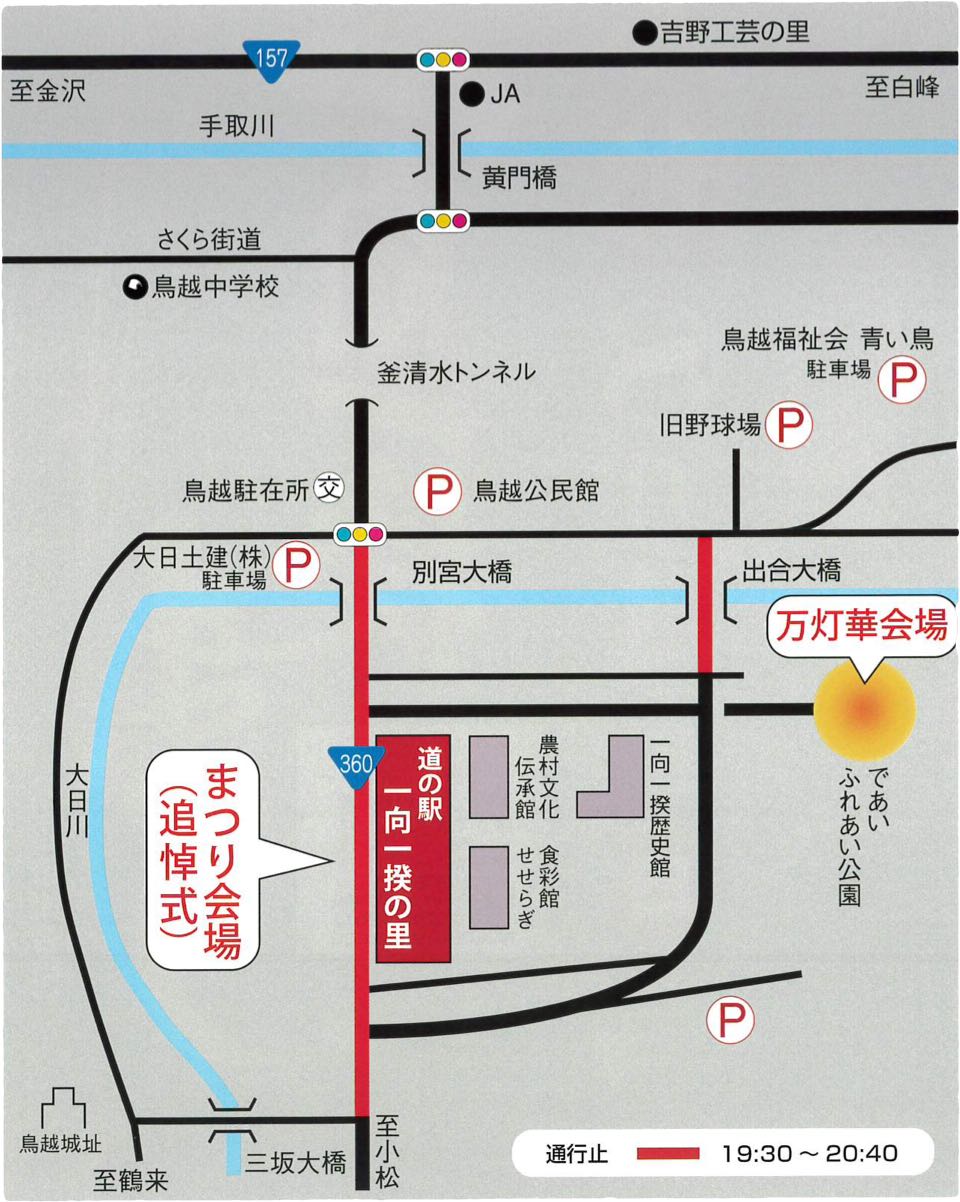 吉野工芸の里
157
至金沢
JA
至白峰
手取川
黄門橋
さくら街道
鳥越中学校
鳥越福祉会 青い鳥
駐車場 P
釜清水トンネル
旧野球場 P
鳥越駐在所 交
P 鳥越公民館
大日土建(株)
駐車場 P
別宮大橋
出合大橋
万灯華会場
360
道の駅
一向一揆の里
農村文化
伝承館
一向一揆歴史館
であい
ふれあい公園
大日川
まつり会場
(追悼式)
食彩館
せせらぎ
P
鳥越城址
至鶴来
三坂大橋
至小松
通行止 19:30～20:40